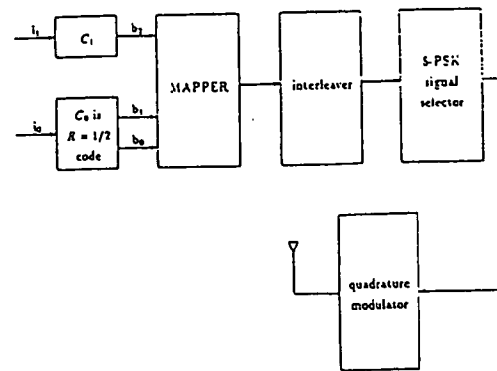 i₁
C₁
b₂
MAPPER
interleaver
8-PSK
signal
selector
i₀
C₀ is
R = 1/2
code
b₁
b₀
quadrature
modulator